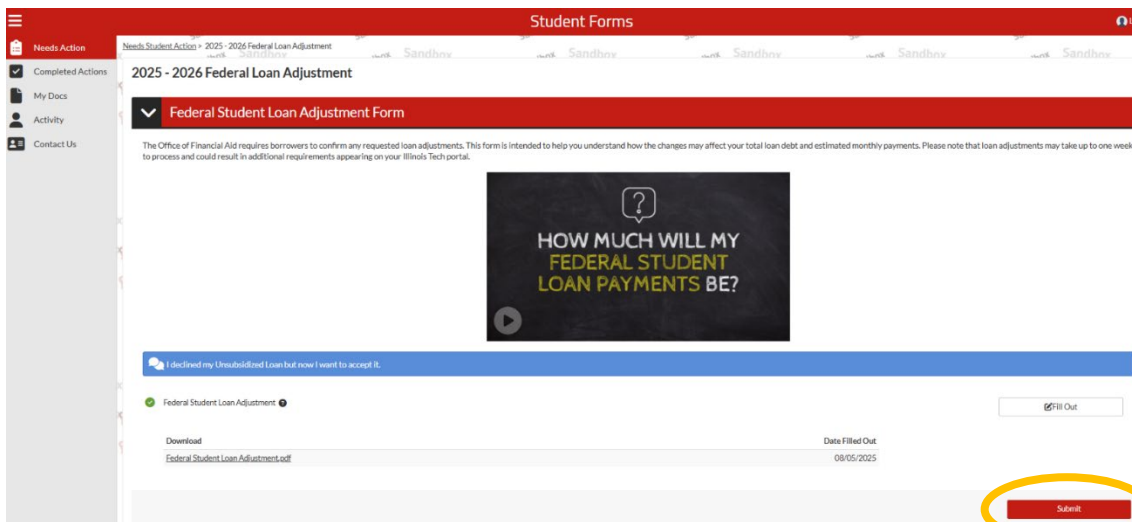 Student Forms
Needs Action
Completed Actions
My Docs
Activity
Contact Us
Needs Student Action > 2025 - 2026 Federal Loan Adjustment
Sandbox Sandbox Sandbox Sandbox Sandbox
2025 - 2026 Federal Loan Adjustment
Federal Student Loan Adjustment Form
The Office of Financial Aid requires borrowers to confirm any requested loan adjustments. This form is intended to help you understand how the changes may affect your total loan debt and estimated monthly payments. Please note that loan adjustments may take up to one week
to process and could result in additional requirements appearing on your Illinois Tech portal.
?
HOW MUCH WILL MY
FEDERAL STUDENT
LOAN PAYMENTS BE?
I declined my Unsubsidized Loan but now I want to accept it.
Federal Student Loan Adjustment ?
Fill Out
Download Date Filled Out
Federal Student Loan Adjustment.pdf 08/05/2025
Submit